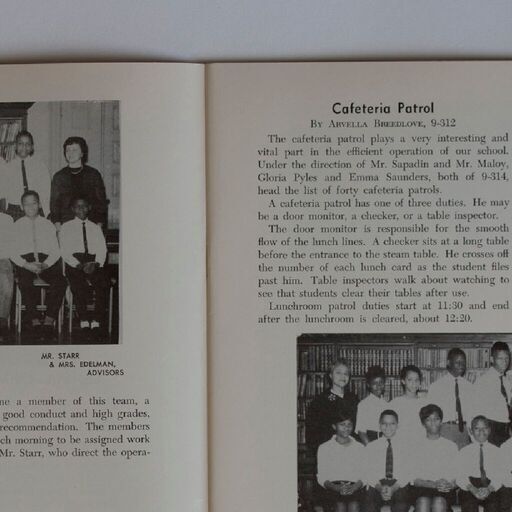 MR. STARR
& MRS. EDELMAN,
ADVISORS
me a member of this team, a
good conduct and high grades,
recommendation. The members
ch morning to be assigned work
Mr. Starr, who direct the opera-
Cafeteria Patrol
BY ARVELLA BREEDLOVE, 9-312
The cafeteria patrol plays a very interesting and
vital part in the efficient operation of our school.
Under the direction of Mr. Sapadin and Mr. Maloy,
Gloria Pyles and Emma Saunders, both of 9-314,
head the list of forty cafeteria patrols.
A cafeteria patrol has one of three duties. He may
be a door monitor, a checker, or a table inspector.
The door monitor is responsible for the smooth
flow of the lunch lines. A checker sits at a long table
before the entrance to the steam table. He crosses off
the number of each lunch card as the student files
past him. Table inspectors walk about watching to
see that students clear their tables after use.
Lunchroom patrol duties start at 11:30 and end
after the lunchroom is cleared, about 12:20.